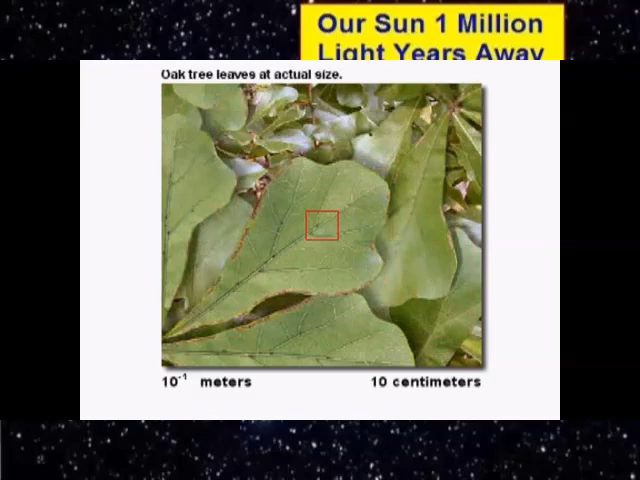 Our Sun 1 Million
Light Years Away
Oak tree leaves at actual size.
10⁻¹ meters
10 centimeters